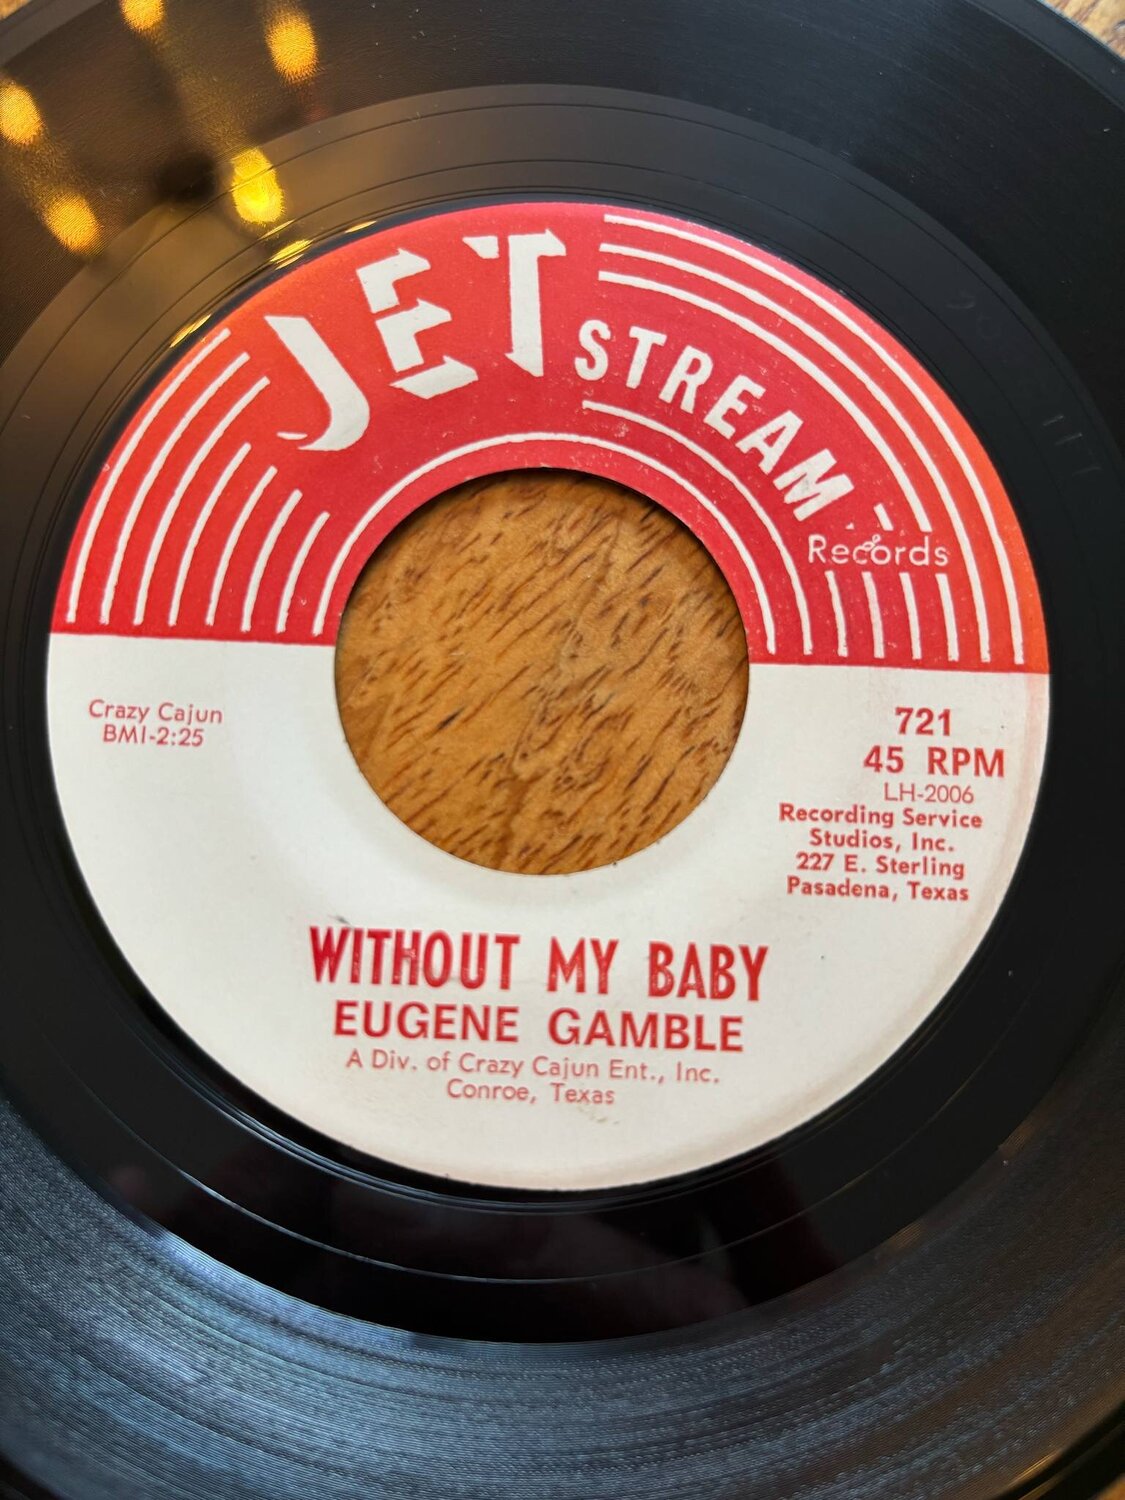 JET STREAM
Records
Crazy Cajun
BMI-2:25
721
45 RPM
LH-2006
Recording Service
Studios, Inc.
227 E. Sterling
Pasadena, Texas
WITHOUT MY BABY
EUGENE GAMBLE
A Div. of Crazy Cajun Ent., Inc.
Conroe, Texas